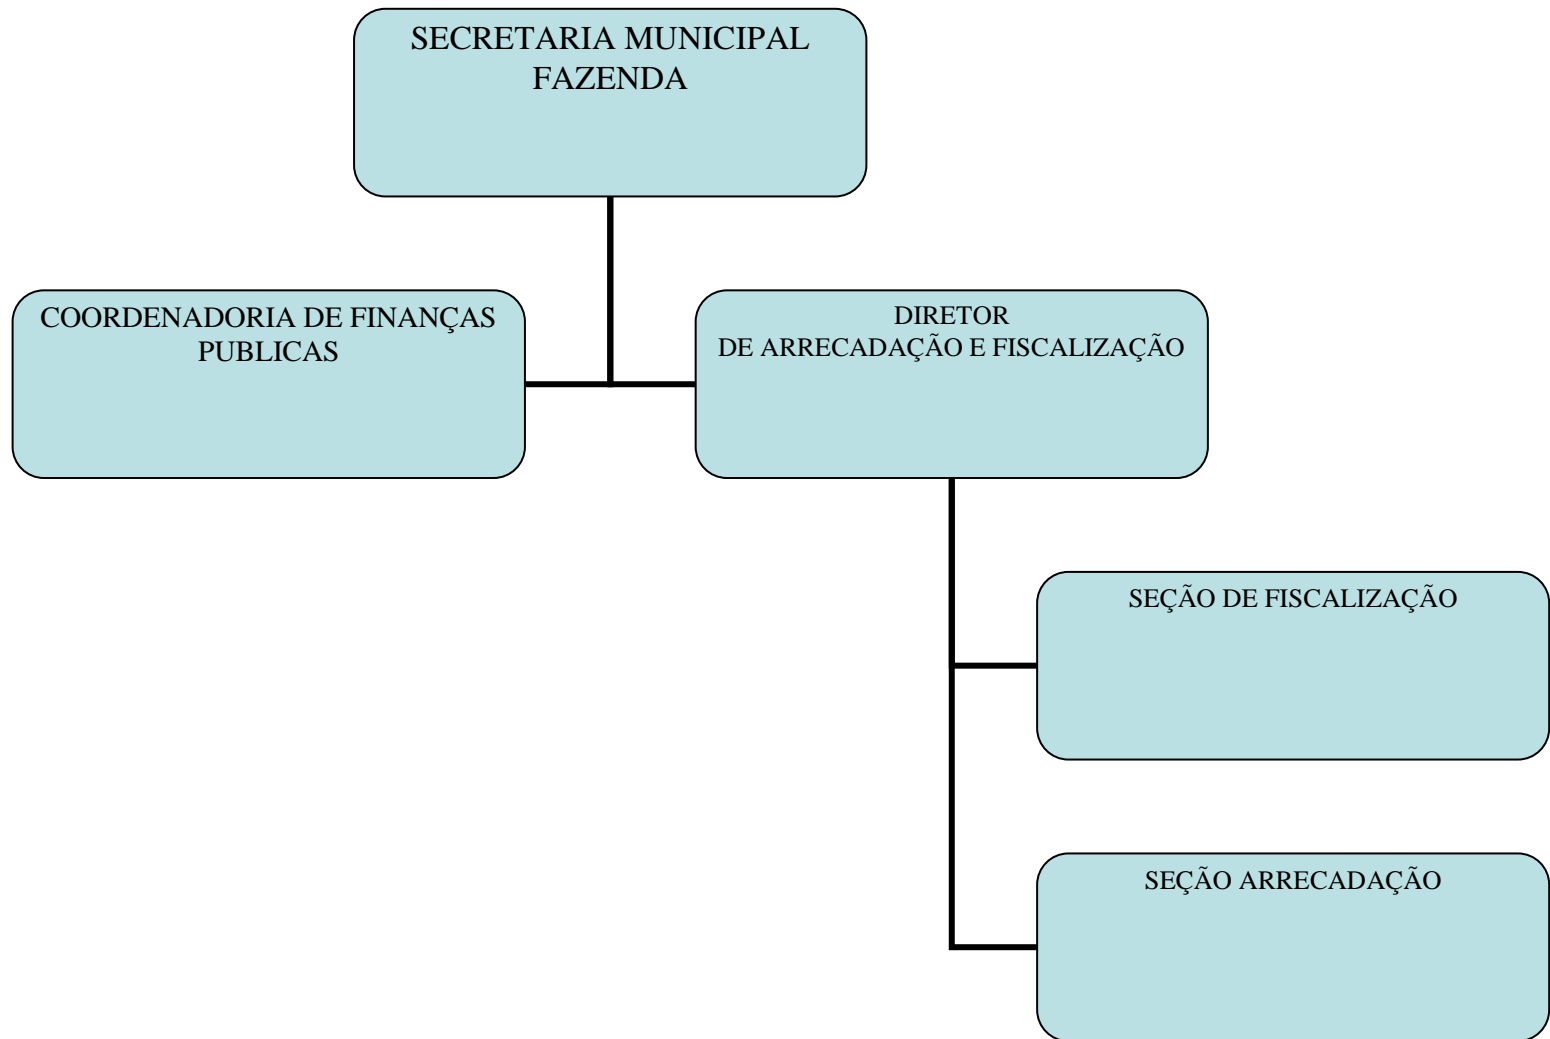 SECRETARIA MUNICIPAL
FAZENDA
COORDENADORIA DE FINANÇAS
PUBLICAS
DIRETOR
DE ARRECADAÇÃO E FISCALIZAÇÃO
SEÇÃO DE FISCALIZAÇÃO
SEÇÃO ARRECADAÇÃO